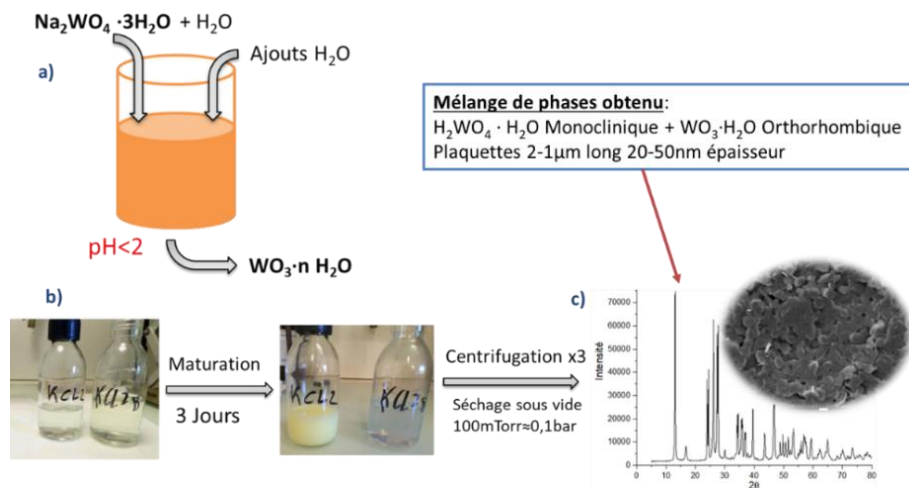 Na₂WO₄ ·3H₂O + H₂O
a)
Ajouts H₂O
Mélange de phases obtenu:
H₂WO₄ · H₂O Monoclinique + WO₃·H₂O Orthorhombique
Plaquettes 2-1µm long 20-50nm épaisseur
pH<2
WO₃·n H₂O
b)
KCl2
Maturation
3 Jours
KCl2
Centrifugation x3
Séchage sous vide
100mTorr≈0,1bar
c)
Intensité
70000
60000
50000
40000
30000
20000
10000
0
0 10 20 30 40 50 60 70 80
2θ